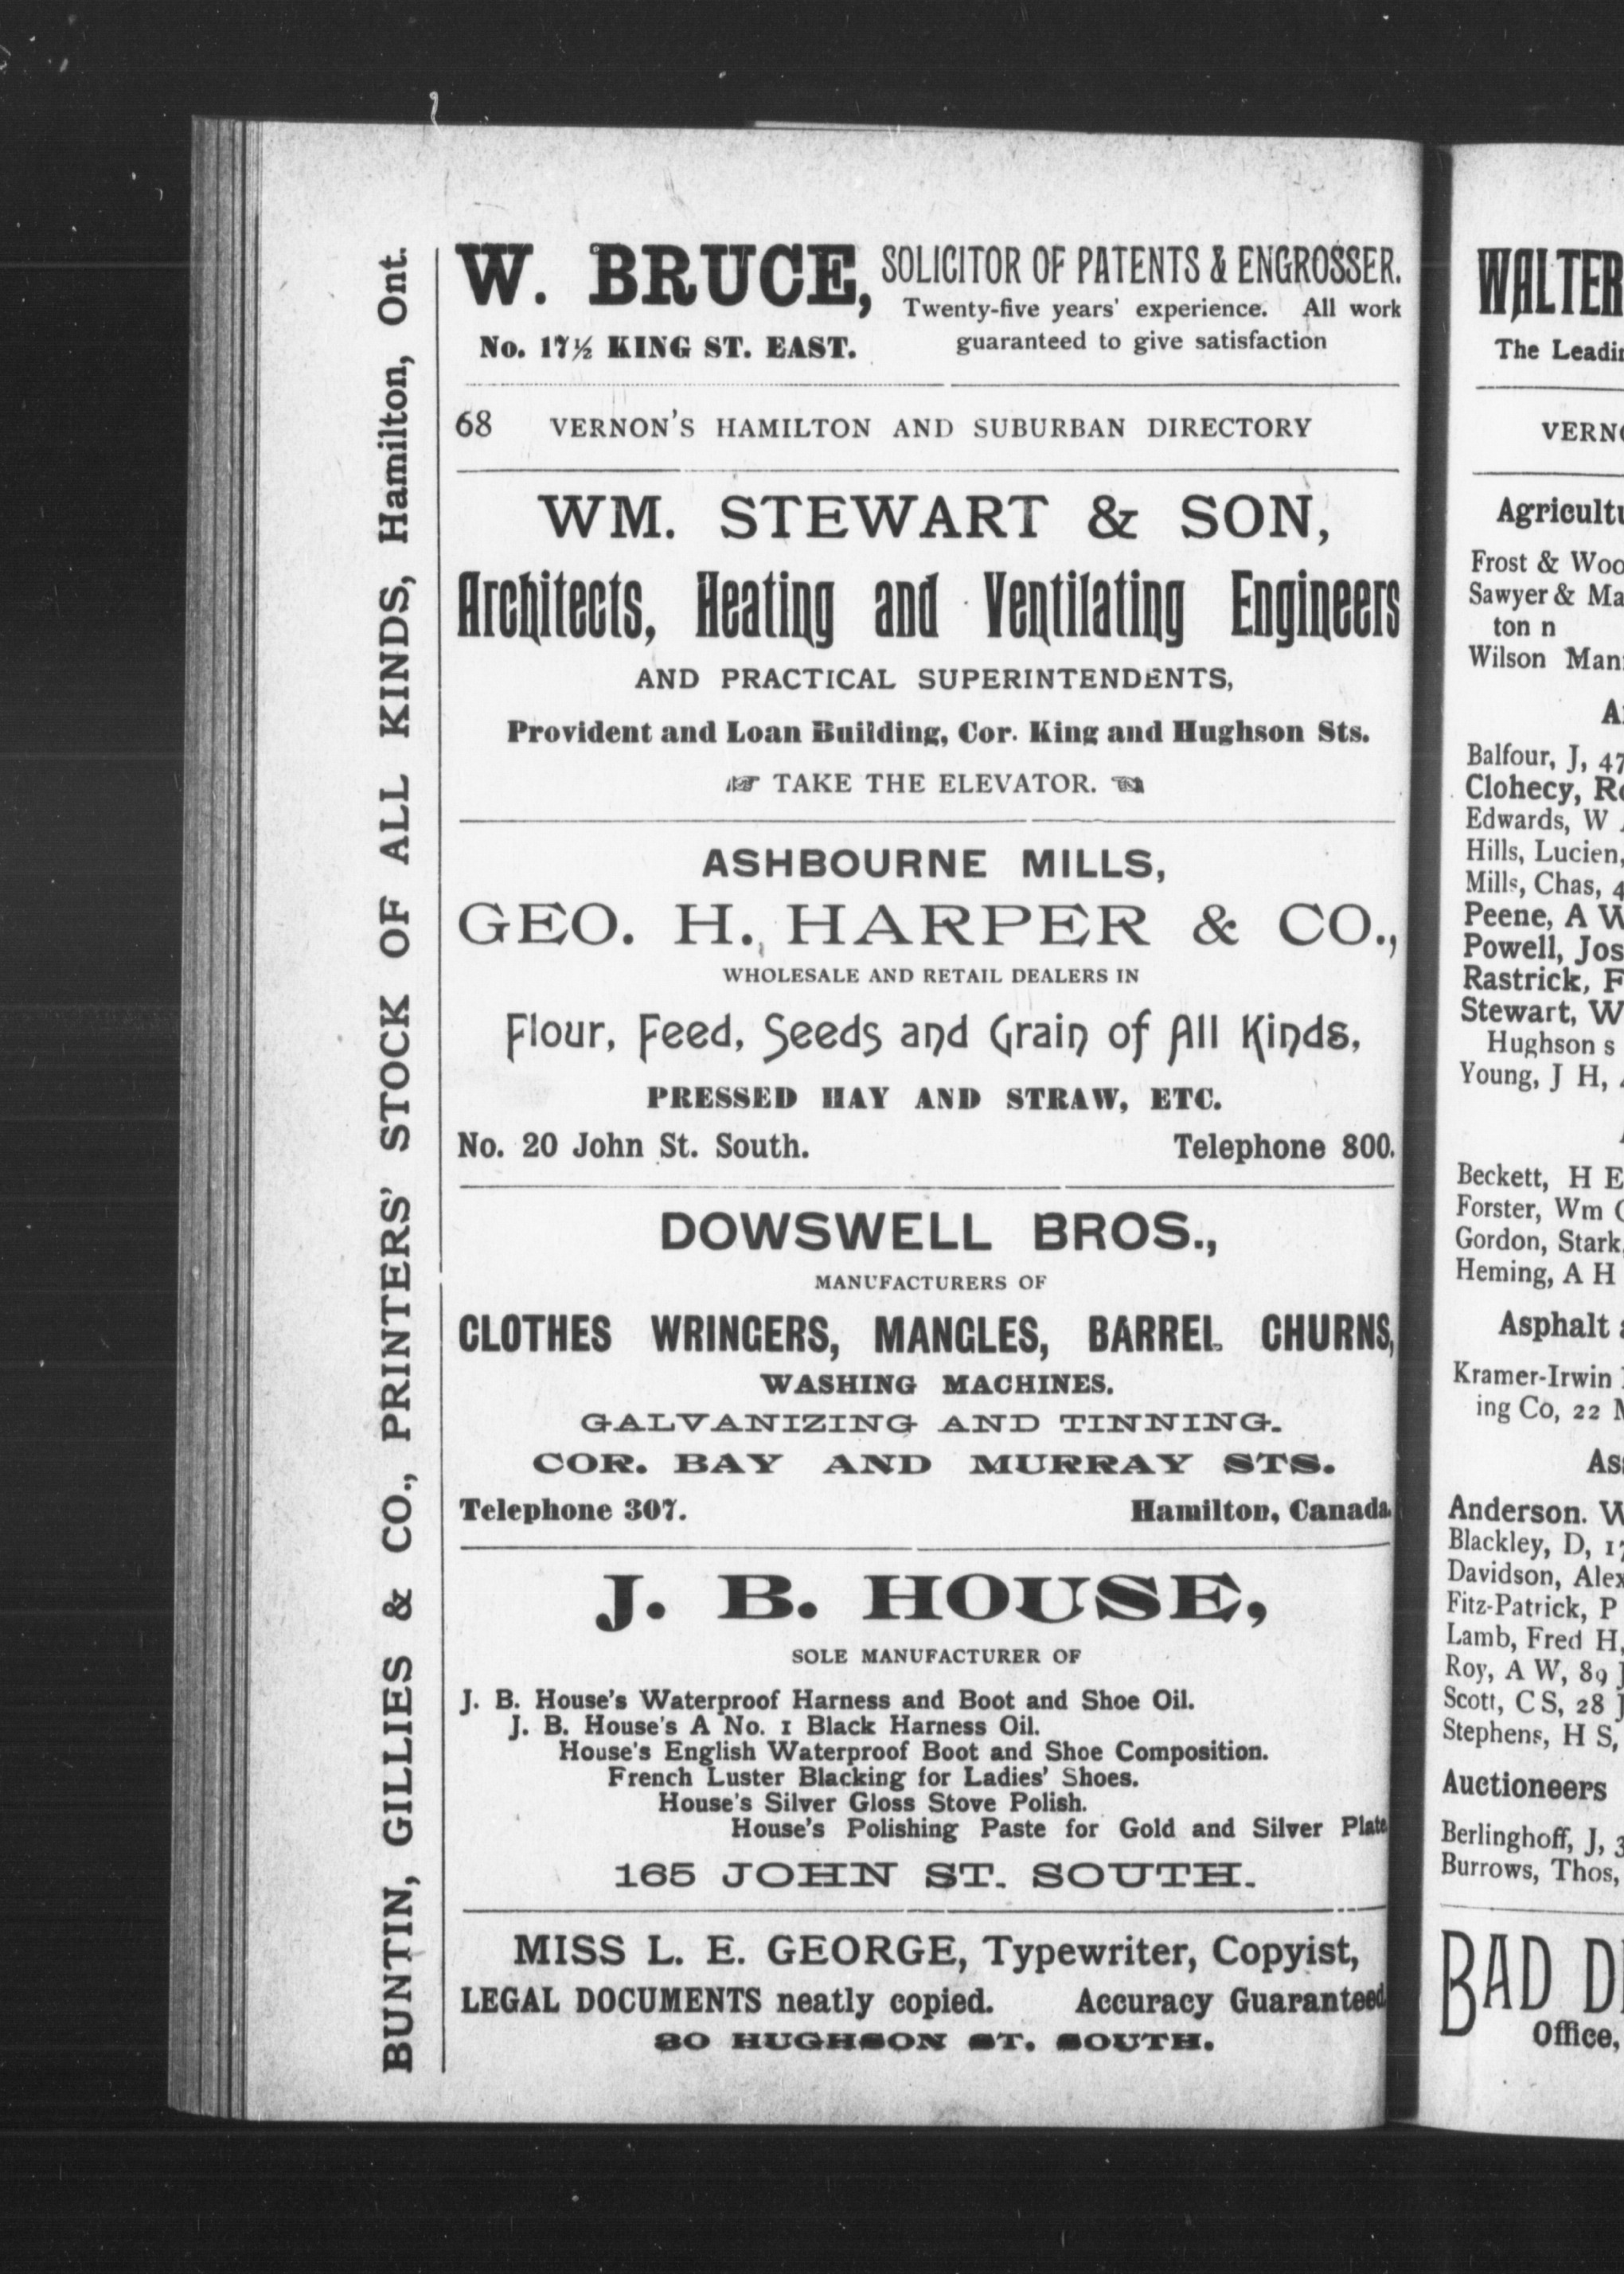 W. BRUCE, SOLICITOR OF PATENTS & ENGROSSER.
Twenty-five years' experience. All work
No. 17½ KING ST. EAST. guaranteed to give satisfaction
68 VERNON'S HAMILTON AND SUBURBAN DIRECTORY
WM. STEWART & SON,
Architects, Heating and Ventilating Engineers
AND PRACTICAL SUPERINTENDENTS,
Provident and Loan Building, Cor. King and Hughson Sts.
☞ TAKE THE ELEVATOR. ☜
ASHBOURNE MILLS,
GEO. H. HARPER & CO.,
WHOLESALE AND RETAIL DEALERS IN
Flour, Feed, Seeds and Grain of All Kinds,
PRESSED HAY AND STRAW, ETC.
No. 20 John St. South. Telephone 800.
DOWSWELL BROS.,
MANUFACTURERS OF
CLOTHES WRINGERS, MANGLES, BARREL CHURNS,
WASHING MACHINES.
GALVANIZING AND TINNING.
COR. BAY AND MURRAY STS.
Telephone 307. Hamilton, Canada.
J. B. HOUSE,
SOLE MANUFACTURER OF
J. B. House's Waterproof Harness and Boot and Shoe Oil.
J. B. House's A No. 1 Black Harness Oil.
House's English Waterproof Boot and Shoe Composition.
French Luster Blacking for Ladies' Shoes.
House's Silver Gloss Stove Polish.
House's Polishing Paste for Gold and Silver Plate
165 JOHN ST. SOUTH.
MISS L. E. GEORGE, Typewriter, Copyist,
LEGAL DOCUMENTS neatly copied. Accuracy Guaranteed
30 HUGHSON ST. SOUTH.
BUNTIN, GILLIES & CO., PRINTERS' STOCK OF ALL KINDS, Hamilton, Ont.
WALTER
The
Frost &
Sawyer &
ton n
Wilson
Balfour, J,
Clohecy,
Edwards, W
Hills, Lucien,
Mills, Chas,
Peene, A
Powell, Jos
Rastrick,
Stewart,
Hughson s
Young, J H,
Beckett, H
Forster, Wm
Gordon, Stark
Heming, A H
Asphalt
Kramer-Irwin
ing Co, 22
Anderson.
Blackley, D,
Davidson,
Fitz-Patrick, P
Lamb, Fred H,
Roy, A W, 89
Scott, C S, 28
Stephens, H S,
Auctioneers
Berlinghoff, J,
Burrows, Thos,
BAD
Office,